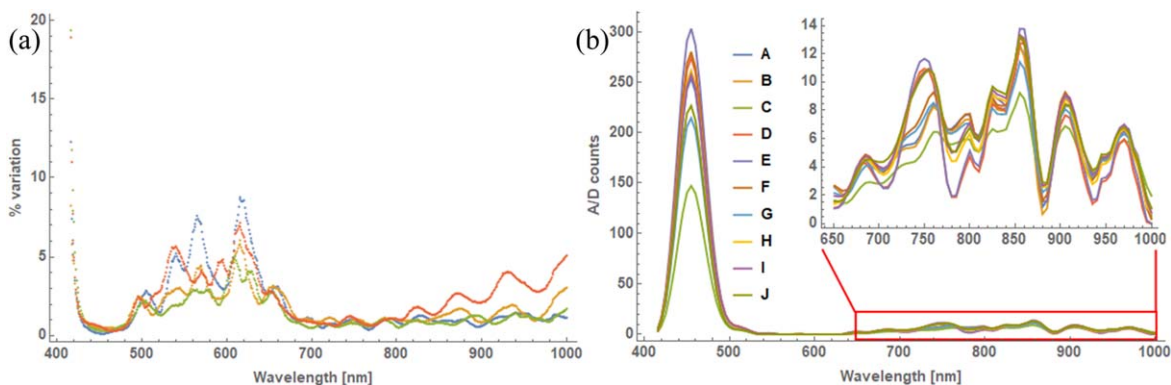 (a)
20
15
10
5
0
% variation
400 500 600 700 800 900 1000
Wavelength [nm]
(b)
300
250
200
150
100
50
0
A/D counts
400 500 600 700 800 900 1000
Wavelength [nm]
A
B
C
D
E
F
G
H
I
J
14
12
10
8
6
4
2
0
650 700 750 800 850 900 950 1000